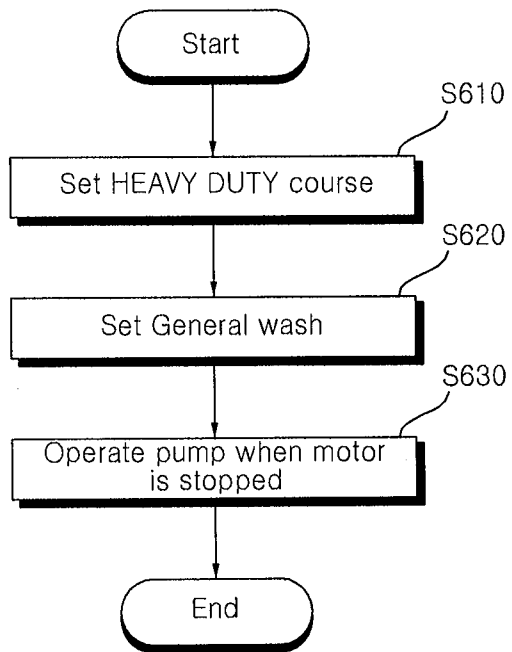 Start
S610
Set HEAVY DUTY course
S620
Set General wash
S630
Operate pump when motor
is stopped
End